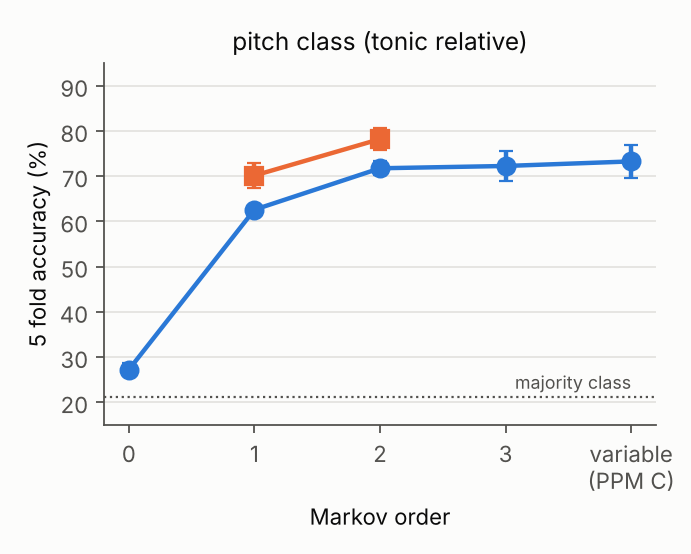 pitch class (tonic relative)
5 fold accuracy (%)
90
80
70
60
50
40
30
20
majority class
0
1
2
3
variable
(PPM C)
Markov order